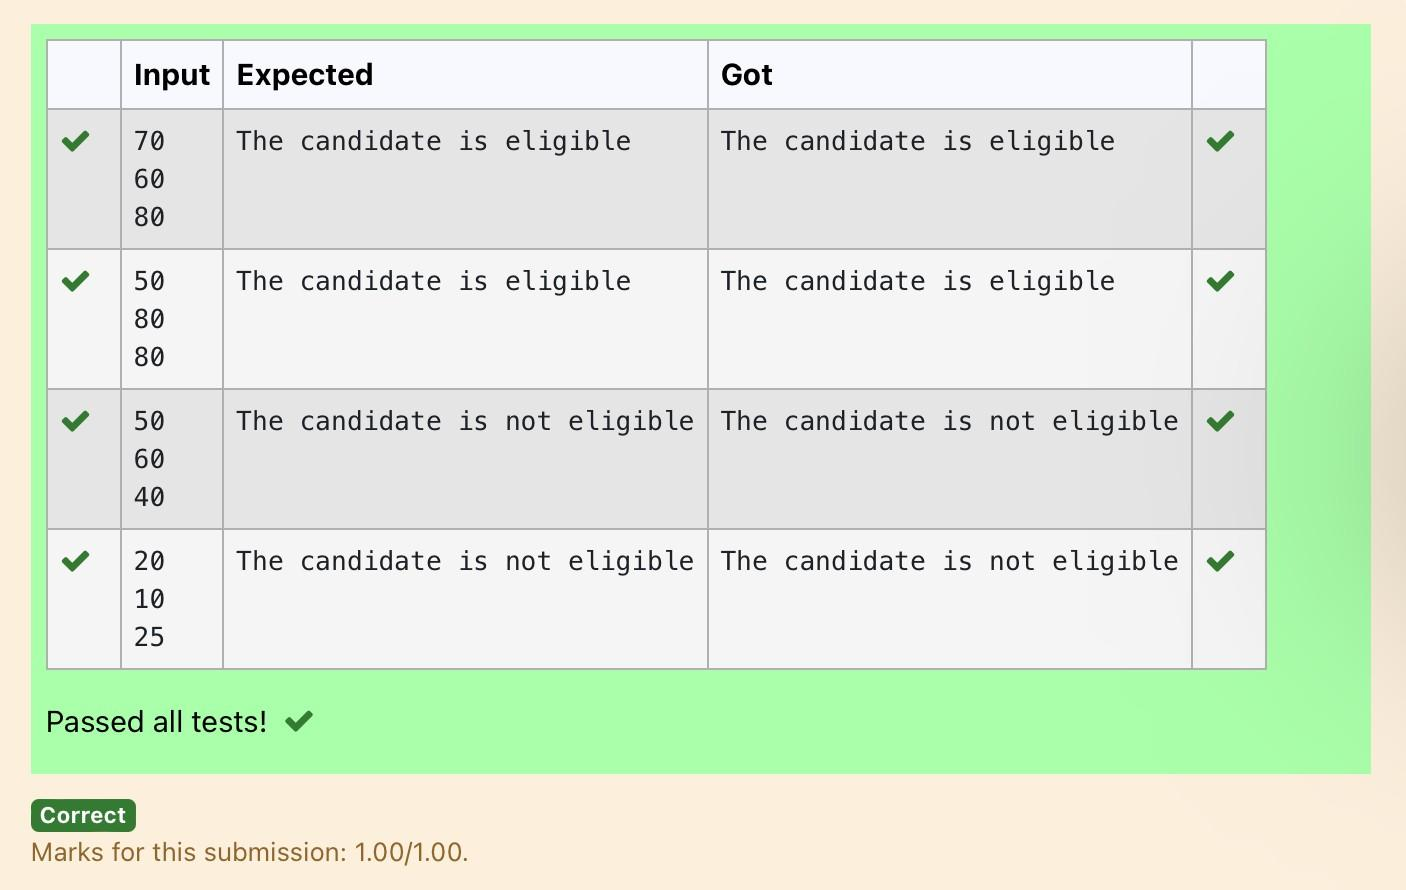 Input Expected Got
70 The candidate is eligible The candidate is eligible
60
80
50 The candidate is eligible The candidate is eligible
80
80
50 The candidate is not eligible The candidate is not eligible
60
40
20 The candidate is not eligible The candidate is not eligible
10
25
Passed all tests!
Correct
Marks for this submission: 1.00/1.00.